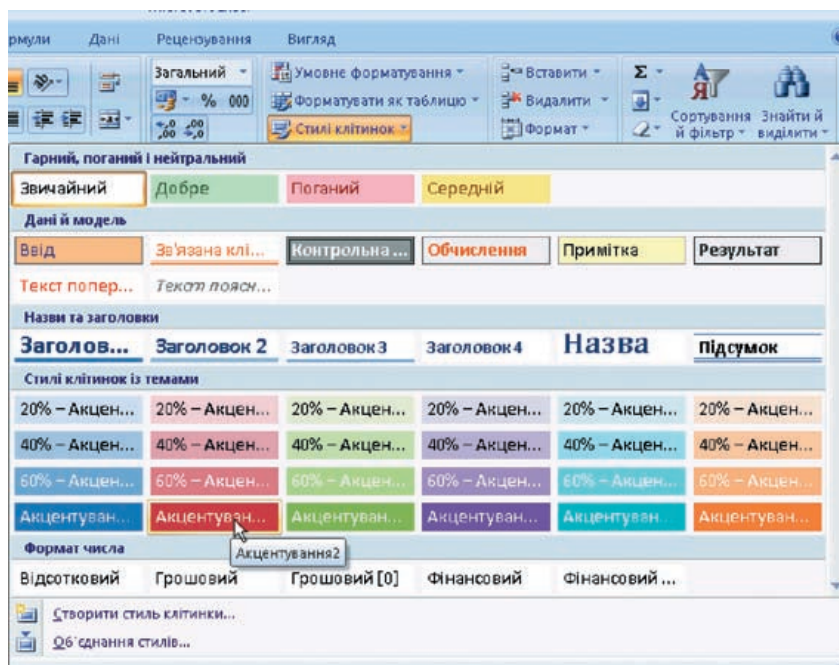 рмули Дані Рецензування Вигляд
Загальний Умовне форматування Вставити Σ
% 000 Форматувати як таблицю Видалити Сортування Знайти й
,0 ,00 ,00 ,0 Стилі клітинок Формат й фільтр виділити
Гарний, поганий і нейтральний
Звичайний Добре Поганий Середній
Дані й модель
Ввід Зв'язана клі... Контрольна ... Обчислення Примітка Результат
Текст попер... Текст поясн...
Назви та заголовки
Заголов... Заголовок 2 Заголовок 3 Заголовок 4 Назва Підсумок
Стилі клітинок із темами
20% – Акцен... 20% – Акцен... 20% – Акцен... 20% – Акцен... 20% – Акцен... 20% – Акцен...
40% – Акцен... 40% – Акцен... 40% – Акцен... 40% – Акцен... 40% – Акцен... 40% – Акцен...
60% – Акцен... 60% – Акцен... 60% – Акцен... 60% – Акцен... 60% – Акцен... 60% – Акцен...
Акцентуван... Акцентуван... Акцентуван... Акцентуван... Акцентуван... Акцентуван...
Формат числа
Акцентування2
Відсотковий Грошовий Грошовий [0] Фінансовий Фінансовий ...
Створити стиль клітинки...
Об'єднання стилів...